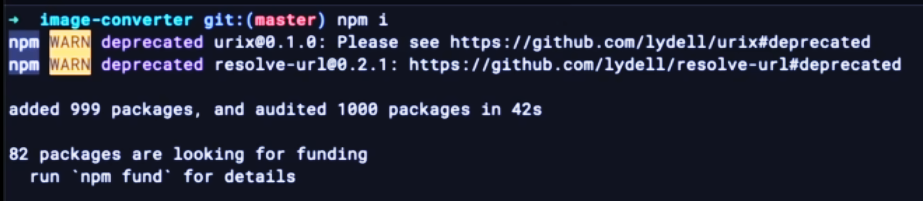 ➜ image-converter git:(master) npm i
npm WARN deprecated urix@0.1.0: Please see https://github.com/lydell/urix#deprecated
npm WARN deprecated resolve-url@0.2.1: https://github.com/lydell/resolve-url#deprecated
added 999 packages, and audited 1000 packages in 42s
82 packages are looking for funding
run `npm fund` for details